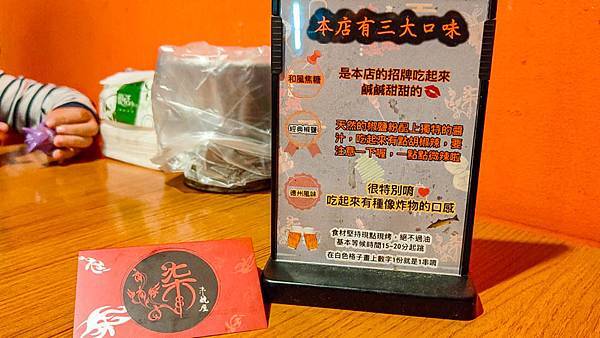 本店有三大口味
和風焦糖
是本店的招牌吃起來
鹹鹹甜甜的
經典椒鹽
天然的椒鹽粉配上獨特的醬
汁，吃起來有點胡椒辣，要
注意一下喔，一點點微辣啦
德州風味
很特別唷
吃起來有種像炸物的口感
食材堅持現點現烤，絕不過油
基本等候時間15-20分起跳
在白色格子畫上數字1份就是1串唷
柒串
燒烤屋